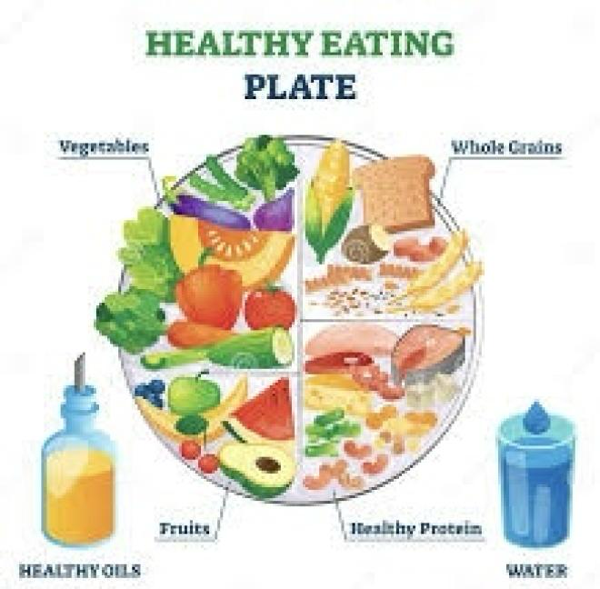 HEALTHY EATING
PLATE
Vegetables
Whole Grains
Fruits
Healthy Protein
HEALTHY OILS
WATER